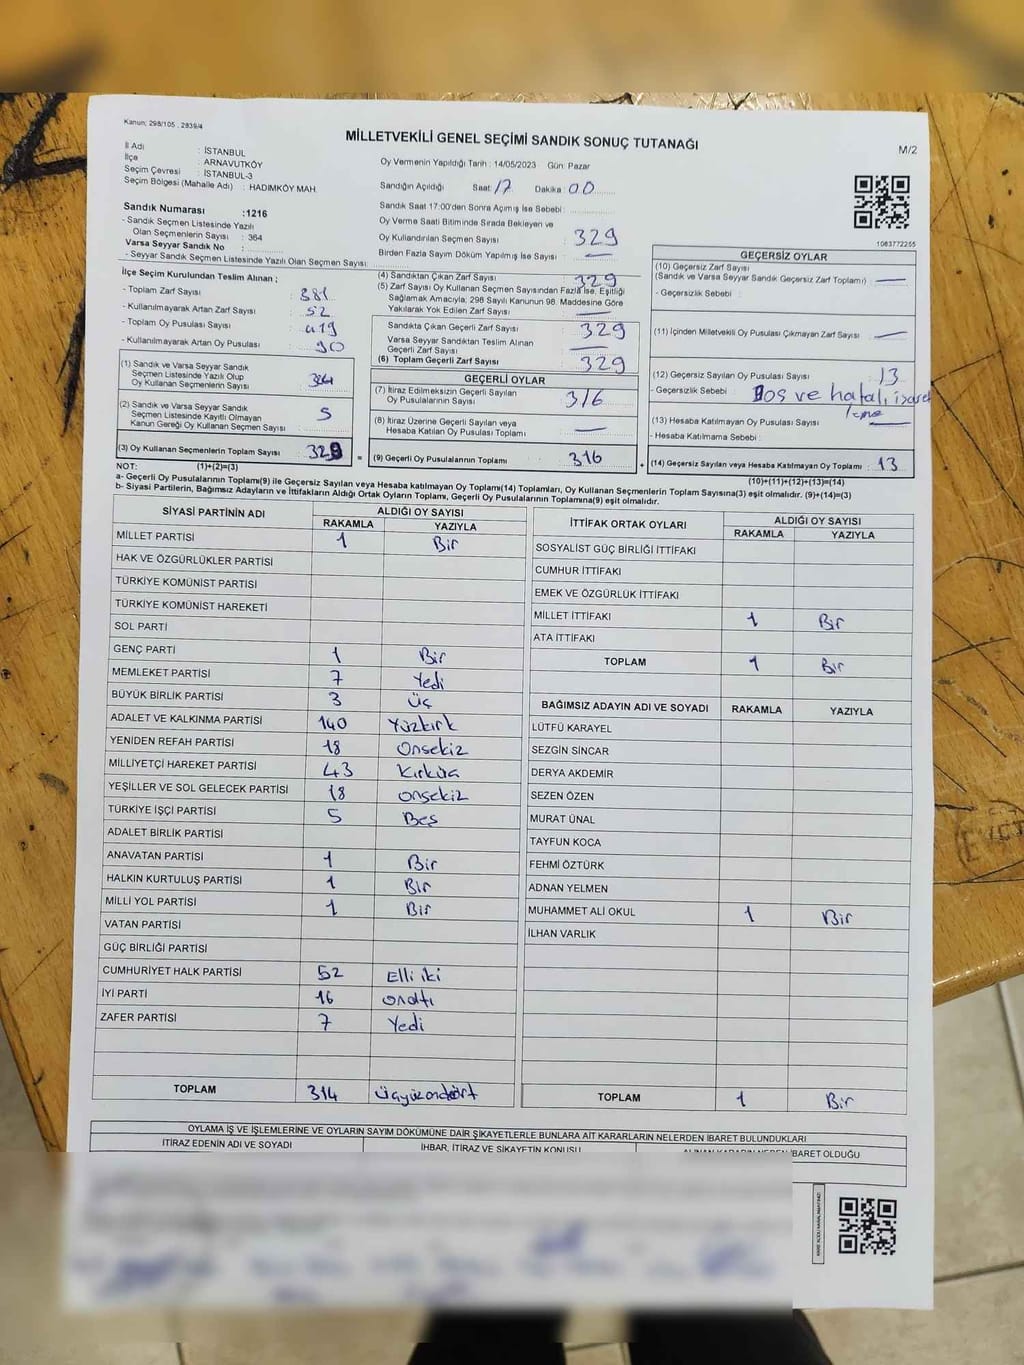 Kanun; 298/105 , 2839/4
MİLLETVEKİLİ GENEL SEÇİMİ SANDIK SONUÇ TUTANAĞI
M/2
İl Adı : İSTANBUL
İlçe : ARNAVUTKÖY
Seçim Çevresi : İSTANBUL-3
Seçim Bölgesi (Mahalle Adı) : HADIMKÖY MAH.
Oy Vermenin Yapıldığı Tarih : 14/05/2023 Gün: Pazar
Sandığın Açıldığı Saat: 17 Dakika : 00
Sandık Saat 17:00'den Sonra Açımış İse Sebebi :
Sandık Numarası :1216
- Sandık Seçmen Listesinde Yazılı
Olan Seçmenlerin Sayısı : 364
Varsa Seyyar Sandık No :
- Seyyar Sandık Seçmen Listesinde Yazılı Olan Seçmen Sayısı:
Oy Verme Saati Bitiminde Sırada Bekleyen ve
Oy Kullandırılan Seçmen Sayısı : 329
Birden Fazla Sayım Döküm Yapılmış İse Sayısı : —
1083772255
İlçe Seçim Kurulundan Teslim Alınan ;
- Toplam Zarf Sayısı : 381
- Kullanılmayarak Artan Zarf Sayısı : 52
- Toplam Oy Pusulası Sayısı : 419
- Kullanılmayarak Artan Oy Pusulası : 90
(1) Sandık ve Varsa Seyyar Sandık
Seçmen Listesinde Yazılı Olup
Oy Kullanan Seçmenlerin Sayısı : 324
(2) Sandık ve Varsa Seyyar Sandık
Seçmen Listesinde Kayıtlı Olmayan
Kanun Gereği Oy Kullanan Seçmen Sayısı : 5
(3) Oy Kullanan Seçmenlerin Toplam Sayısı : 329
(4) Sandıktan Çıkan Zarf Sayısı : 329
(5) Zarf Sayısı Oy Kullanan Seçmen Sayısından Fazla İse, Eşitliği
Sağlamak Amacıyla, 298 Sayılı Kanunun 98. Maddesine Göre
Yakılarak Yok Edilen Zarf Sayısı : —
Sandıkta Çıkan Geçerli Zarf Sayısı : 329
Varsa Seyyar Sandıktan Teslim Alınan
Geçerli Zarf Sayısı : —
(6) Toplam Geçerli Zarf Sayısı : 329
GEÇERLİ OYLAR
(7) İtiraz Edilmeksizin Geçerli Sayılan
Oy Pusulalarının Sayısı : 316
(8) İtiraz Üzerine Geçerli Sayılan veya
Hesaba Katılan Oy Pusulası Toplamı : —
= (9) Geçerli Oy Pusulalarının Toplamı : 316
GEÇERSİZ OYLAR
(10) Geçersiz Zarf Sayısı
(Sandık ve Varsa Seyyar Sandık Geçersiz Zarf Toplamı) : —
- Geçersizlik Sebebi :
(11) İçinden Milletvekili Oy Pusulası Çıkmayan Zarf Sayısı : —
(12) Geçersiz Sayılan Oy Pusulası Sayısı : 13
- Geçersizlik Sebebi : Boş ve hatalı işaret
(13) Hesaba Katılmayan Oy Pusulası Sayısı : —
- Hesaba Katılmama Sebebi :
+ (14) Geçersiz Sayılan veya Hesaba Katılmayan Oy Toplamı : 13
NOT: (1)+(2)=(3)
(10)+(11)+(12)+(13)=(14)
a- Geçerli Oy Pusulalarının Toplam(9) ile Geçersiz Sayılan veya Hesaba katılmayan Oy Toplamı(14) Toplamları, Oy Kullanan Seçmenlerin Toplam Sayısına(3) eşit olmalıdır. (9)+(14)=(3)
b- Siyasi Partilerin, Bağımsız Adayların ve İttifakların Aldığı Ortak Oyların Toplamı, Geçerli Oy Pusulalarının Toplamına(9) eşit olmalıdır.
SİYASİ PARTİNİN ADI ALDIĞI OY SAYISI
RAKAMLA YAZIYLA
MİLLET PARTİSİ 1 Bir
HAK VE ÖZGÜRLÜKLER PARTİSİ
TÜRKİYE KOMÜNİST PARTİSİ
TÜRKİYE KOMÜNİST HAREKETİ
SOL PARTİ
GENÇ PARTİ 1 Bir
MEMLEKET PARTİSİ 7 Yedi
BÜYÜK BİRLİK PARTİSİ 3 Üç
ADALET VE KALKINMA PARTİSİ 140 Yüzkırk
YENİDEN REFAH PARTİSİ 18 Onsekiz
MİLLİYETÇİ HAREKET PARTİSİ 43 Kırküç
YEŞİLLER VE SOL GELECEK PARTİSİ 18 onsekiz
TÜRKİYE İŞÇİ PARTİSİ 5 Beş
ADALET BİRLİK PARTİSİ
ANAVATAN PARTİSİ 1 Bir
HALKIN KURTULUŞ PARTİSİ 1 Bir
MİLLİ YOL PARTİSİ 1 Bir
VATAN PARTİSİ
GÜÇ BİRLİĞİ PARTİSİ
CUMHURİYET HALK PARTİSİ 52 Elli iki
İYİ PARTİ 16 onaltı
ZAFER PARTİSİ 7 Yedi
TOPLAM 314 üçyüzondört
İTTİFAK ORTAK OYLARI ALDIĞI OY SAYISI
RAKAMLA YAZIYLA
SOSYALİST GÜÇ BİRLİĞİ İTTİFAKI
CUMHUR İTTİFAKI
EMEK VE ÖZGÜRLÜK İTTİFAKI
MİLLET İTTİFAKI 1 Bir
ATA İTTİFAKI
TOPLAM 1 Bir
BAĞIMSIZ ADAYIN ADI VE SOYADI RAKAMLA YAZIYLA
LÜTFÜ KARAYEL
SEZGİN SİNCAR
DERYA AKDEMİR
SEZEN ÖZEN
MURAT ÜNAL
TAYFUN KOCA
FEHMİ ÖZTÜRK
ADNAN YELMEN
MUHAMMET ALİ OKUL 1 Bir
İLHAN VARLIK
TOPLAM 1 Bir
OYLAMA İŞ VE İŞLEMLERİNE VE OYLARIN SAYIM DÖKÜMÜNE DAİR ŞİKAYETLERLE BUNLARA AİT KARARLARIN NELERDEN İBARET BULUNDUKLARI
İTİRAZ EDENİN ADI VE SOYADI İHBAR, İTİRAZ VE ŞİKAYETİN KONUSU ALINAN KARARIN NEDEN İBARET OLDUĞU